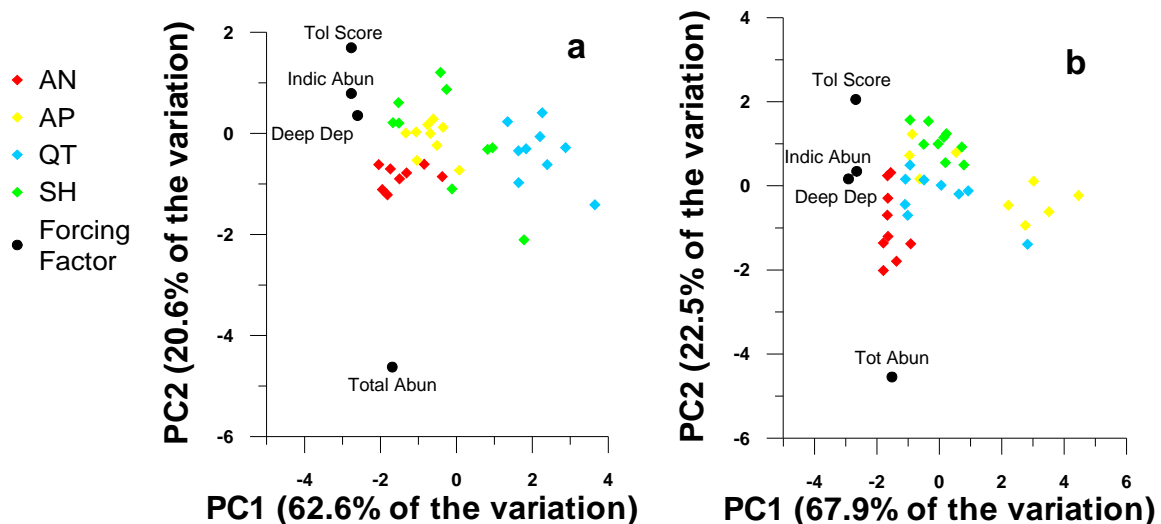 AN
AP
QT
SH
Forcing
Factor
PC2 (20.6% of the variation)
2
0
-2
-4
-6
Tol Score
Indic Abun
Deep Dep
Total Abun
a
-4
-2
0
2
4
PC1 (62.6% of the variation)
PC2 (22.5% of the variation)
4
2
0
-2
-4
-6
b
Tol Score
Indic Abun
Deep Dep
Tot Abun
-4
-2
0
2
4
6
PC1 (67.9% of the variation)